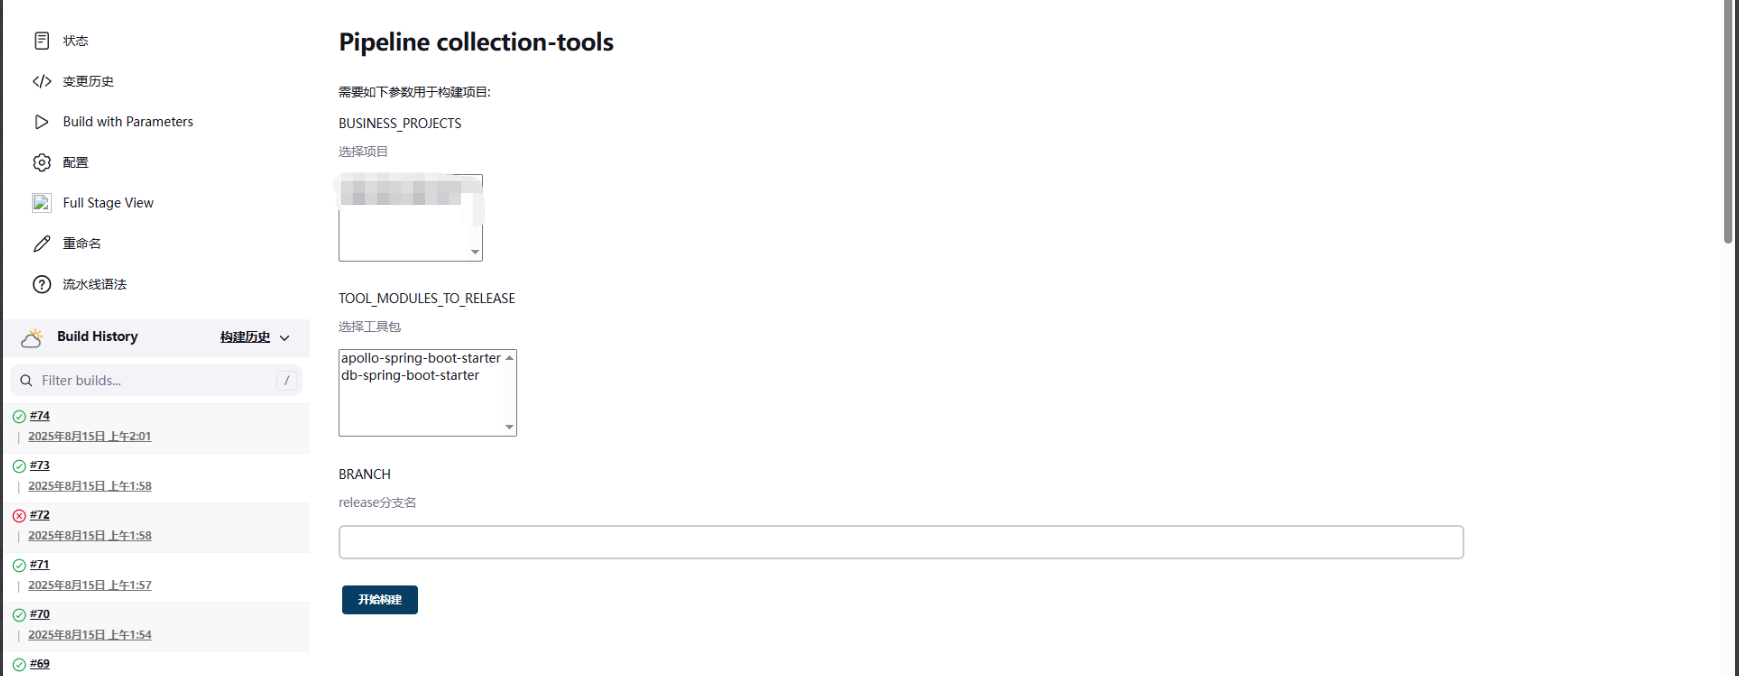 状态
变更历史
Build with Parameters
配置
Full Stage View
重命名
流水线语法
Build History
构建历史
Filter builds...
/
#74
2025年8月15日 上午2:01
#73
2025年8月15日 上午1:58
#72
2025年8月15日 上午1:58
#71
2025年8月15日 上午1:57
#70
2025年8月15日 上午1:54
#69
Pipeline collection-tools
需要如下参数用于构建项目:
BUSINESS_PROJECTS
选择项目
TOOL_MODULES_TO_RELEASE
选择工具包
apollo-spring-boot-starter
db-spring-boot-starter
BRANCH
release分支名
开始构建